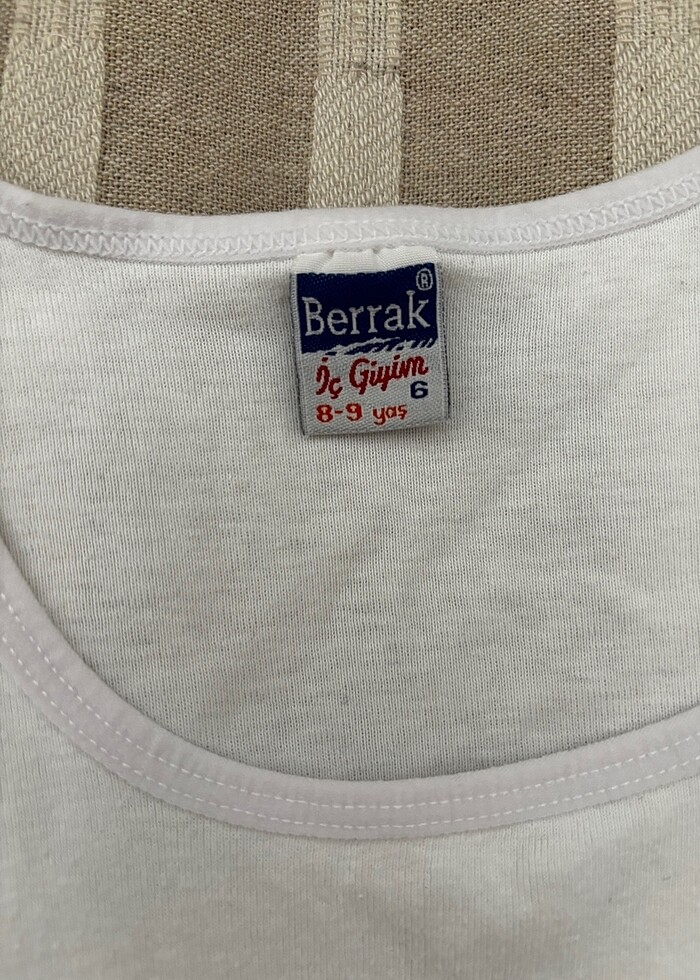 Berrak ®
İç Giyim
6
8-9 yaş